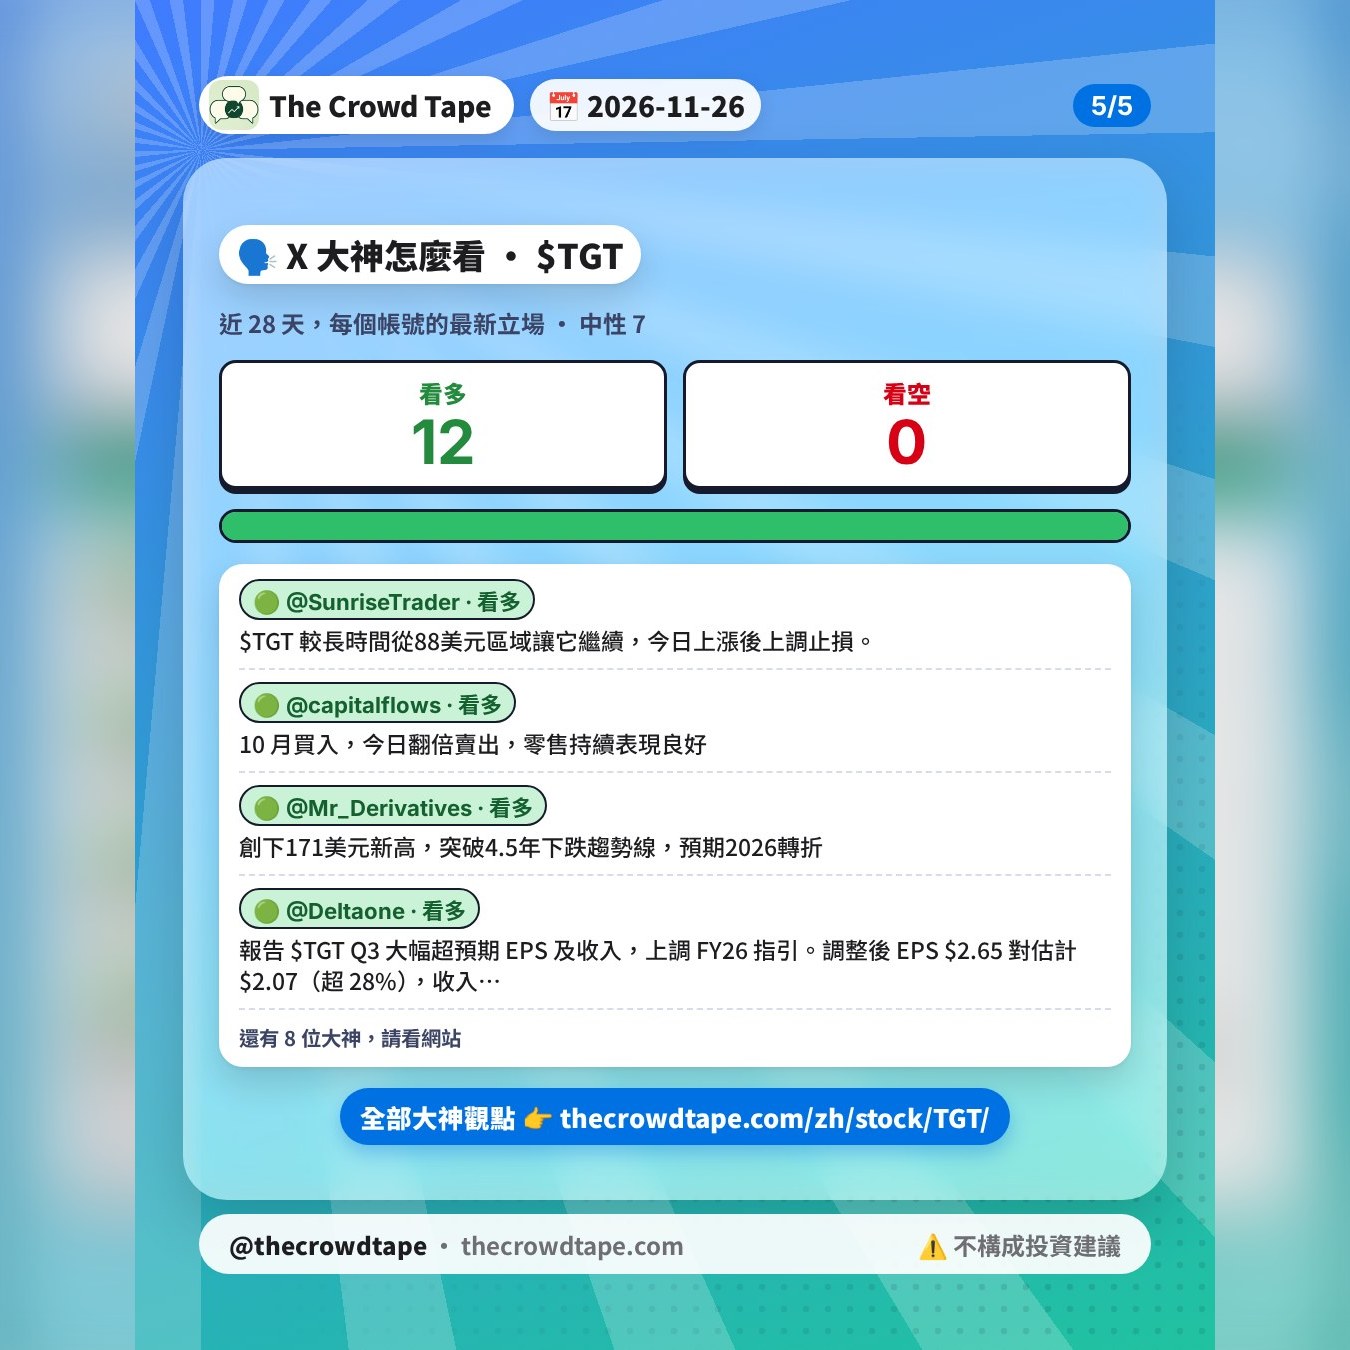 The Crowd Tape
📅 2026-11-26
5/5
🗣️ X 大神怎麼看 · $TGT
近 28 天，每個帳號的最新立場 · 中性 7
看多
12
看空
0
🟢 @SunriseTrader · 看多
$TGT 較長時間從88美元區域讓它繼續，今日上漲後上調止損。
🟢 @capitalflows · 看多
10 月買入，今日翻倍賣出，零售持續表現良好
🟢 @Mr_Derivatives · 看多
創下171美元新高，突破4.5年下跌趨勢線，預期2026轉折
🟢 @Deltaone · 看多
報告 $TGT Q3 大幅超預期 EPS 及收入，上調 FY26 指引。調整後 EPS $2.65 對估計
$2.07（超 28%），收入…
還有 8 位大神，請看網站
全部大神觀點 👉 thecrowdtape.com/zh/stock/TGT/
@thecrowdtape · thecrowdtape.com
⚠️ 不構成投資建議